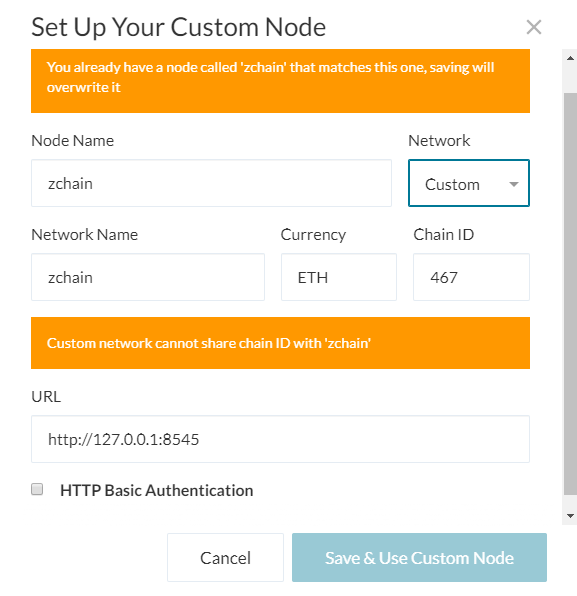 Set Up Your Custom Node
You already have a node called 'zchain' that matches this one, saving will
overwrite it
Node Name
Network
zchain
Custom
Network Name
Currency
Chain ID
zchain
ETH
467
Custom network cannot share chain ID with 'zchain'
URL
http://127.0.0.1:8545
HTTP Basic Authentication
Cancel
Save & Use Custom Node